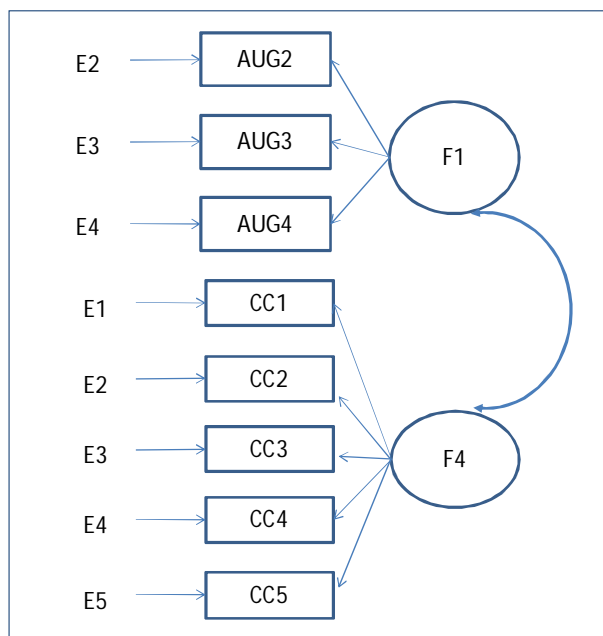 E2 AUG2
F1
E3 AUG3
E4 AUG4
E1 CC1
E2 CC2
E3 CC3
F4
E4 CC4
E5 CC5